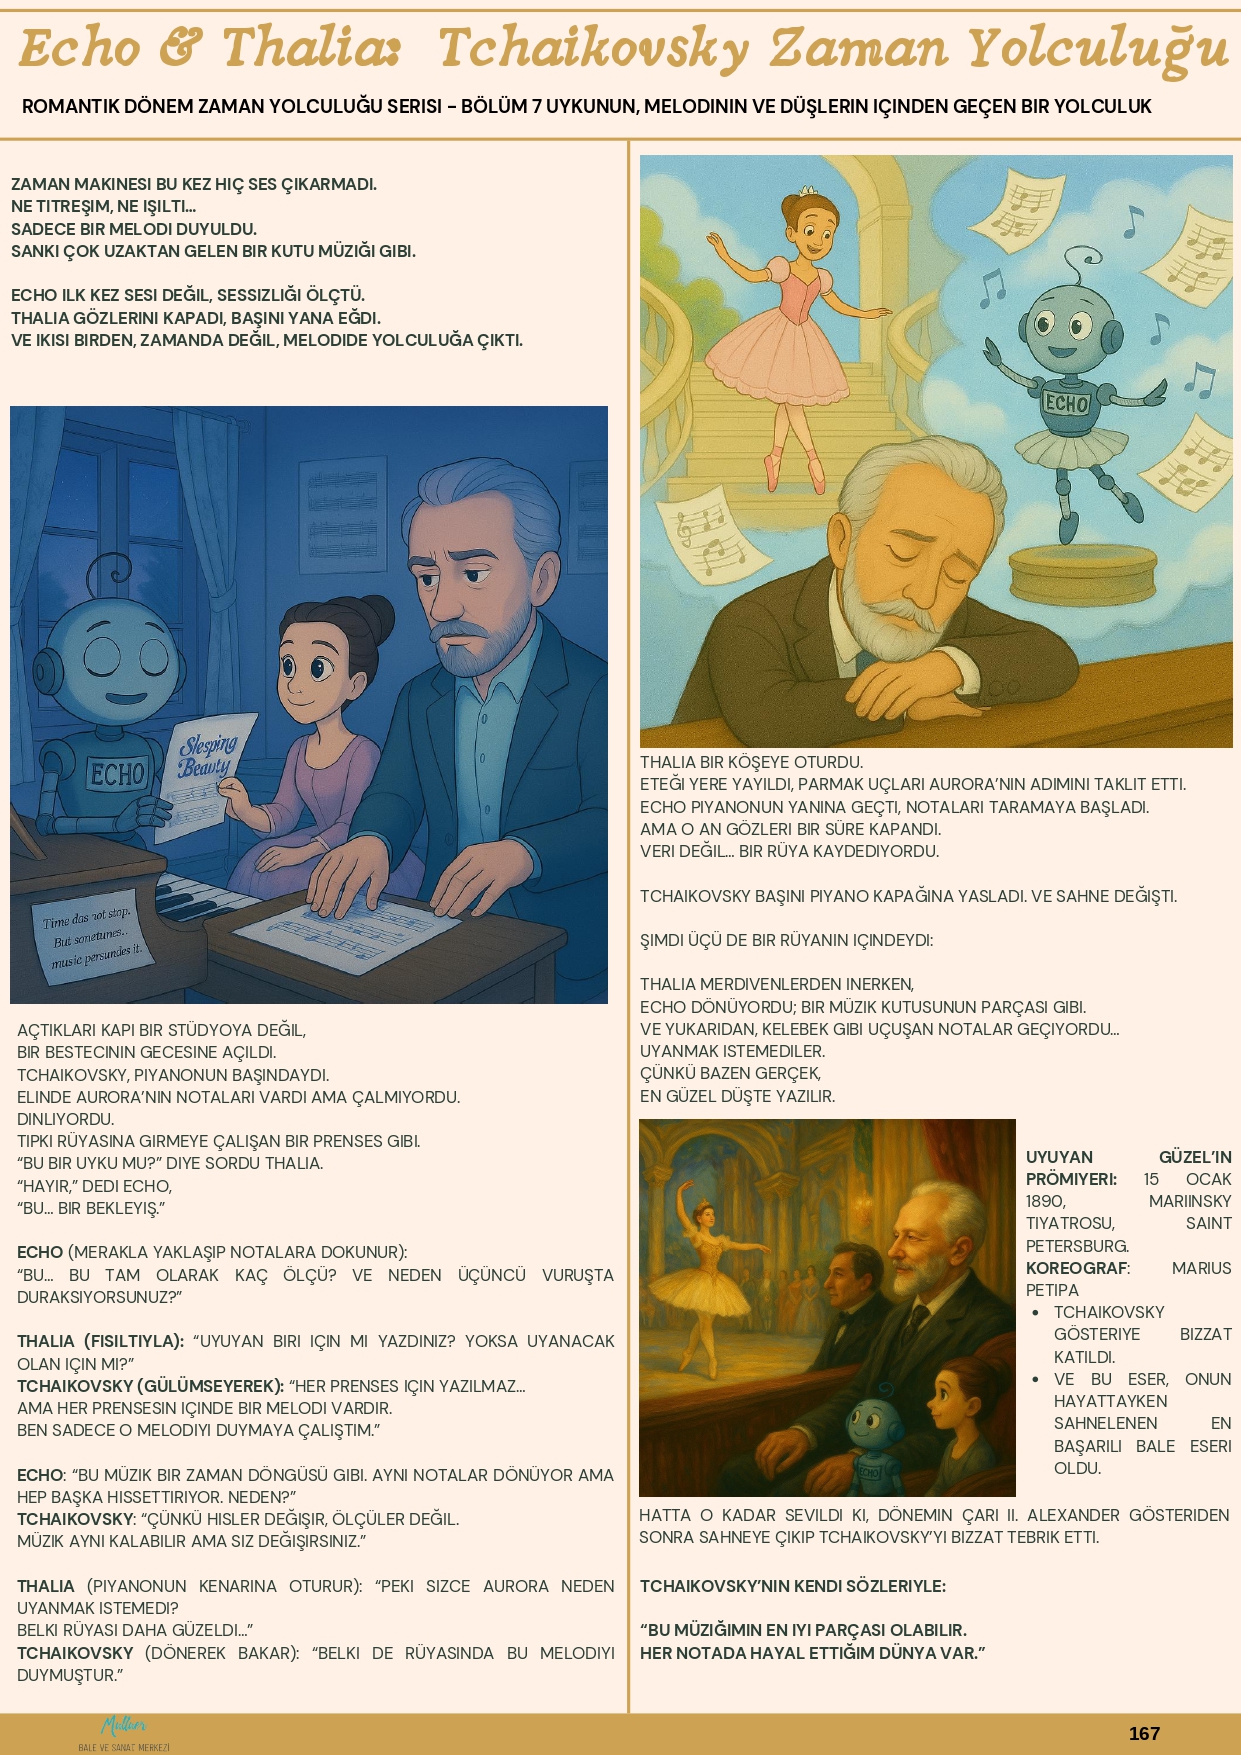 Echo & Thalia: Tchaikovsky Zaman Yolculuğu
ROMANTIK DÖNEM ZAMAN YOLCULUĞU SERISI - BÖLÜM 7 UYKUNUN, MELODININ VE DÜŞLERIN IÇINDEN GEÇEN BIR YOLCULUK
ZAMAN MAKINESI BU KEZ HIÇ SES ÇIKARMADI.
NE TITREŞIM, NE IŞILTI...
SADECE BIR MELODI DUYULDU.
SANKI ÇOK UZAKTAN GELEN BIR KUTU MÜZIĞI GIBI.
ECHO ILK KEZ SESI DEĞIL, SESSIZLIĞI ÖLÇTÜ.
THALIA GÖZLERINI KAPADI, BAŞINI YANA EĞDI.
VE IKISI BIRDEN, ZAMANDA DEĞIL, MELODIDE YOLCULUĞA ÇIKTI.
Slesping
Beavty
ECHO
Time das not stop.
But sonetunes..
music persundes it.
AÇTIKLARI KAPI BIR STÜDYOYA DEĞIL,
BIR BESTECININ GECESINE AÇILDI.
TCHAIKOVSKY, PIYANONUN BAŞINDAYDI.
ELINDE AURORA'NIN NOTALARI VARDI AMA ÇALMIYORDU.
DINLIYORDU.
TIPKI RÜYASINA GIRMEYE ÇALIŞAN BIR PRENSES GIBI.
“BU BIR UYKU MU?” DIYE SORDU THALIA.
“HAYIR,” DEDI ECHO,
“BU... BIR BEKLEYIŞ.”
ECHO (MERAKLA YAKLAŞIP NOTALARA DOKUNUR):
“BU... BU TAM OLARAK KAÇ ÖLÇÜ? VE NEDEN ÜÇÜNCÜ VURUŞTA
DURAKSIYORSUNUZ?”
THALIA (FISILTIYLA): “UYUYAN BIRI IÇIN MI YAZDINIZ? YOKSA UYANACAK
OLAN IÇIN MI?”
TCHAIKOVSKY (GÜLÜMSEYEREK): “HER PRENSES IÇIN YAZILMAZ...
AMA HER PRENSESIN IÇINDE BIR MELODI VARDIR.
BEN SADECE O MELODIYI DUYMAYA ÇALIŞTIM.”
ECHO: “BU MÜZIK BIR ZAMAN DÖNGÜSÜ GIBI. AYNI NOTALAR DÖNÜYOR AMA
HEP BAŞKA HISSETTIRIYOR. NEDEN?”
TCHAIKOVSKY: “ÇÜNKÜ HISLER DEĞIŞIR, ÖLÇÜLER DEĞIL.
MÜZIK AYNI KALABILIR AMA SIZ DEĞIŞIRSINIZ.”
THALIA (PIYANONUN KENARINA OTURUR): “PEKI SIZCE AURORA NEDEN
UYANMAK ISTEMEDI?
BELKI RÜYASI DAHA GÜZELDI...”
TCHAIKOVSKY (DÖNEREK BAKAR): “BELKI DE RÜYASINDA BU MELODIYI
DUYMUŞTUR.”
ECHO
THALIA BIR KÖŞEYE OTURDU.
ETEĞI YERE YAYILDI, PARMAK UÇLARI AURORA'NIN ADIMINI TAKLIT ETTI.
ECHO PIYANONUN YANINA GEÇTI, NOTALARI TARAMAYA BAŞLADI.
AMA O AN GÖZLERI BIR SÜRE KAPANDI.
VERI DEĞIL... BIR RÜYA KAYDEDIYORDU.
TCHAIKOVSKY BAŞINI PIYANO KAPAĞINA YASLADI. VE SAHNE DEĞIŞTI.
ŞIMDI ÜÇÜ DE BIR RÜYANIN IÇINDEYDI:
THALIA MERDIVENLERDEN INERKEN,
ECHO DÖNÜYORDU; BIR MÜZIK KUTUSUNUN PARÇASI GIBI.
VE YUKARIDAN, KELEBEK GIBI UÇUŞAN NOTALAR GEÇIYORDU...
UYANMAK ISTEMEDILER.
ÇÜNKÜ BAZEN GERÇEK,
EN GÜZEL DÜŞTE YAZILIR.
ECHO
UYUYAN GÜZEL'IN
PRÖMIYERI: 15 OCAK
1890, MARIINSKY
TIYATROSU, SAINT
PETERSBURG.
KOREOGRAF: MARIUS
PETIPA
• TCHAIKOVSKY
GÖSTERIYE BIZZAT
KATILDI.
• VE BU ESER, ONUN
HAYATTAYKEN
SAHNELENEN EN
BAŞARILI BALE ESERI
OLDU.
HATTA O KADAR SEVILDI KI, DÖNEMIN ÇARI II. ALEXANDER GÖSTERIDEN
SONRA SAHNEYE ÇIKIP TCHAIKOVSKY'YI BIZZAT TEBRIK ETTI.
TCHAIKOVSKY'NIN KENDI SÖZLERIYLE:
“BU MÜZIĞIMIN EN IYI PARÇASI OLABILIR.
HER NOTADA HAYAL ETTIĞIM DÜNYA VAR.”
BALE VE SANAT MERKEZİ
167